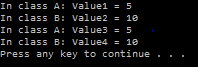 In class A: Value1 = 5
In class B: Value2 = 10
In class A: Value3 = 5
In class B: Value4 = 10
Press any key to continue . . .